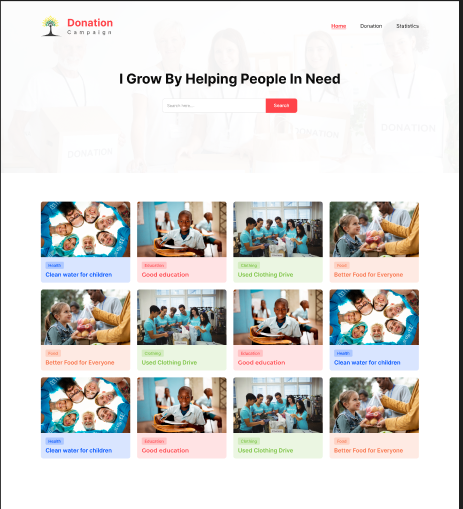 Donation
Campaign
Home Donation Statistics
I Grow By Helping People In Need
Search here... Search
DONATION
DONATION
DONATION
Health Education Clothing Food
Clean water for children Good education Used Clothing Drive Better Food for Everyone
Food Clothing Education Health
Better Food for Everyone Used Clothing Drive Good education Clean water for children
Health Education Clothing Food
Clean water for children Good education Used Clothing Drive Better Food for Everyone